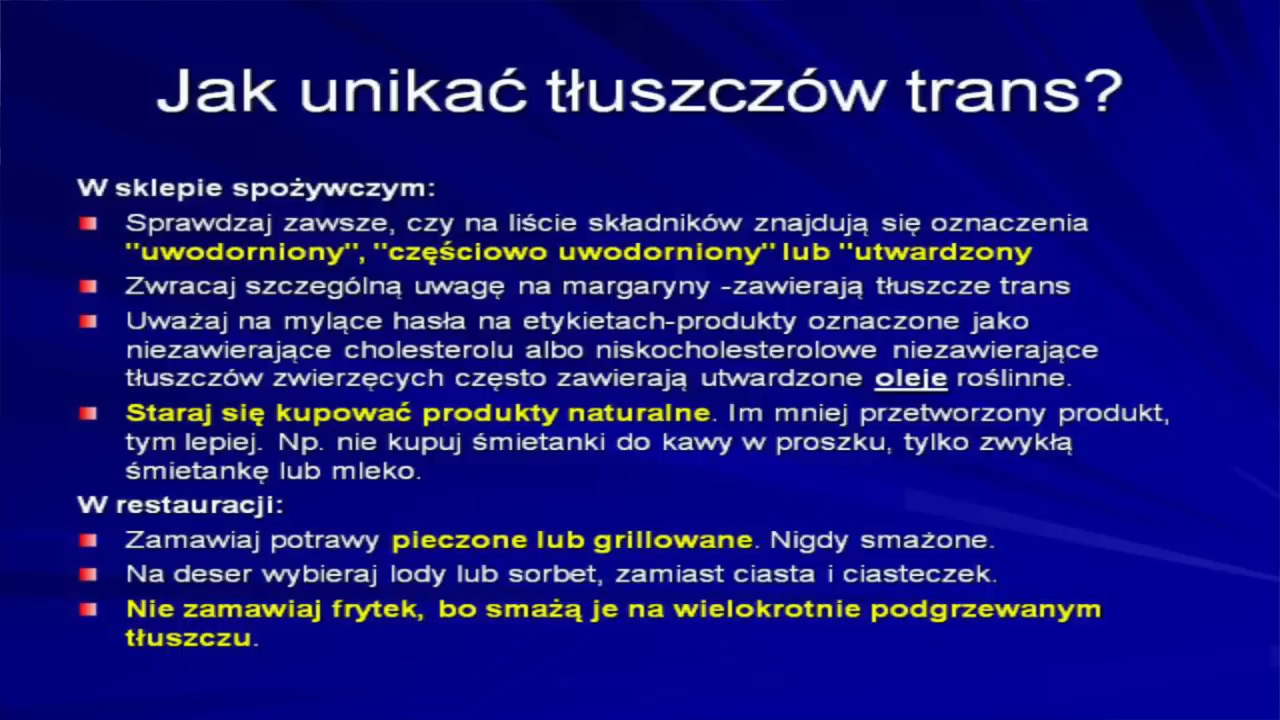 Jak unikać tłuszczów trans?
W sklepie spożywczym:
Sprawdzaj zawsze, czy na liście składników znajdują się oznaczenia
"uwodorniony", "częściowo uwodorniony" lub "utwardzony
Zwracaj szczególną uwagę na margaryny -zawierają tłuszcze trans
Uważaj na mylące hasła na etykietach-produkty oznaczone jako
niezawierające cholesterolu albo niskocholesterolowe niezawierające
tłuszczów zwierzęcych często zawierają utwardzone oleje roślinne.
Staraj się kupować produkty naturalne. Im mniej przetworzony produkt,
tym lepiej. Np. nie kupuj śmietanki do kawy w proszku, tylko zwykłą
śmietankę lub mleko.
W restauracji:
Zamawiaj potrawy pieczone lub grillowane. Nigdy smażone.
Na deser wybieraj lody lub sorbet, zamiast ciasta i ciasteczek.
Nie zamawiaj frytek, bo smażą je na wielokrotnie podgrzewanym
tłuszczu.